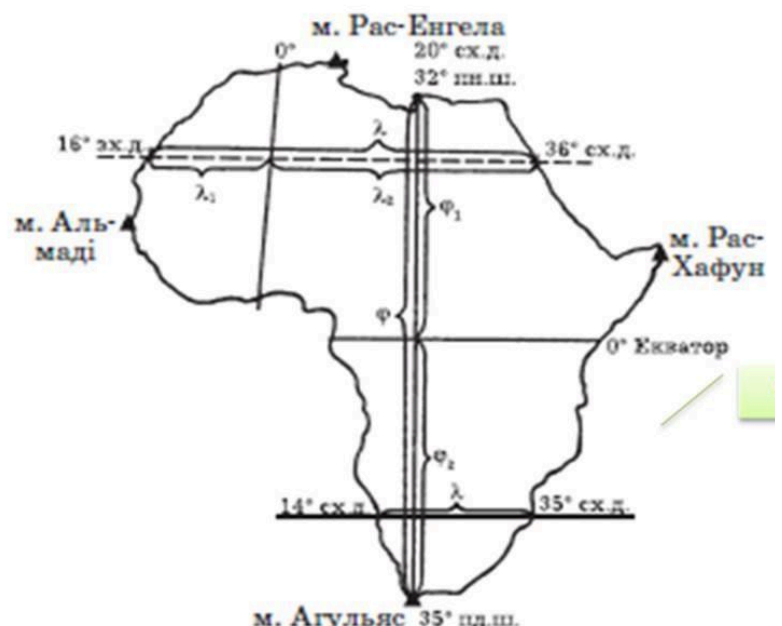 м. Рас-Енгела
0°
20° сх.д.
32° пн.ш.
16° зх.д.
λ
36° сх.д.
λ₁
λ₂
φ₁
м. Аль-
маді
м. Рас-
Хафун
φ
0° Екватор
φ₂
λ
14° сх.д.
35° сх.д.
м. Агульяс 35° пд.ш.